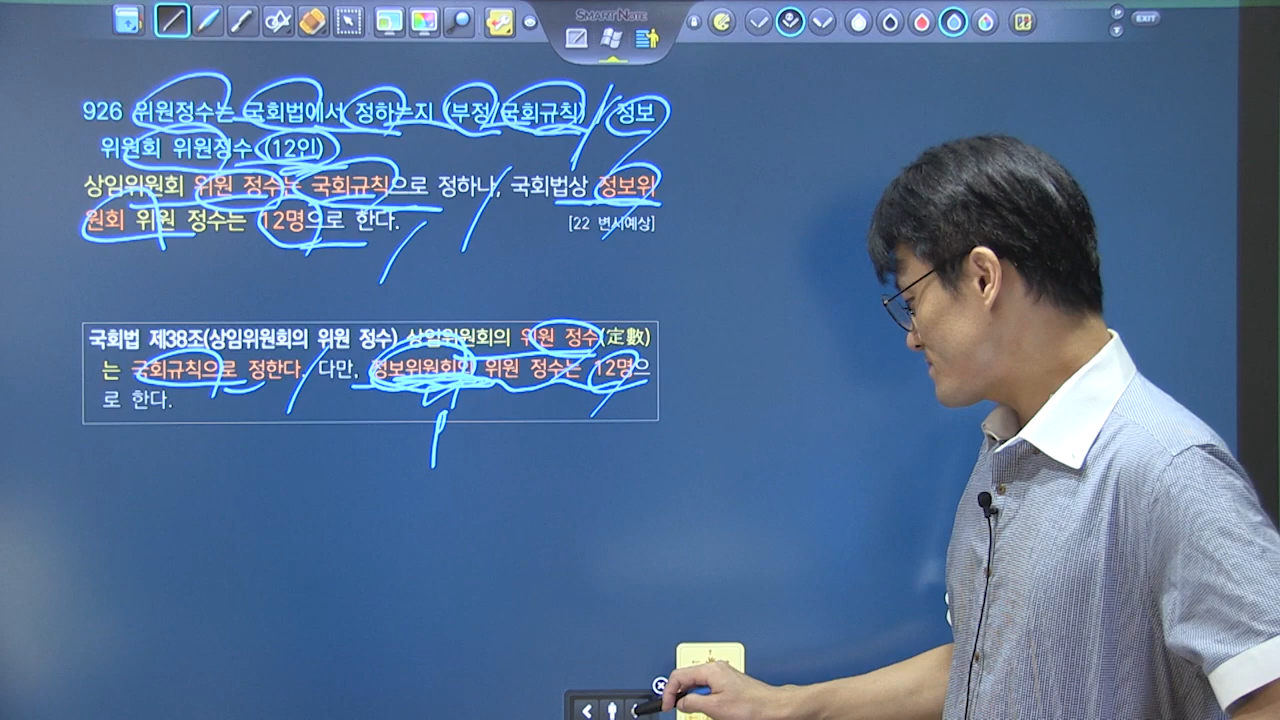 SMARTNOTE
EXIT
926 위원정수는 국회법에서 정하는지 (부정/국회규칙) / 정보
위원회 위원정수 (12인)
상임위원회 위원 정수는 국회규칙으로 정하나, 국회법상 정보위
원회 위원 정수는 12명으로 한다.
[22 변시예상]
국회법 제38조(상임위원회의 위원 정수) 상임위원회의 위원 정수(定數)
는 국회규칙으로 정한다. 다만, 정보위원회의 위원 정수는 12명으
로 한다.